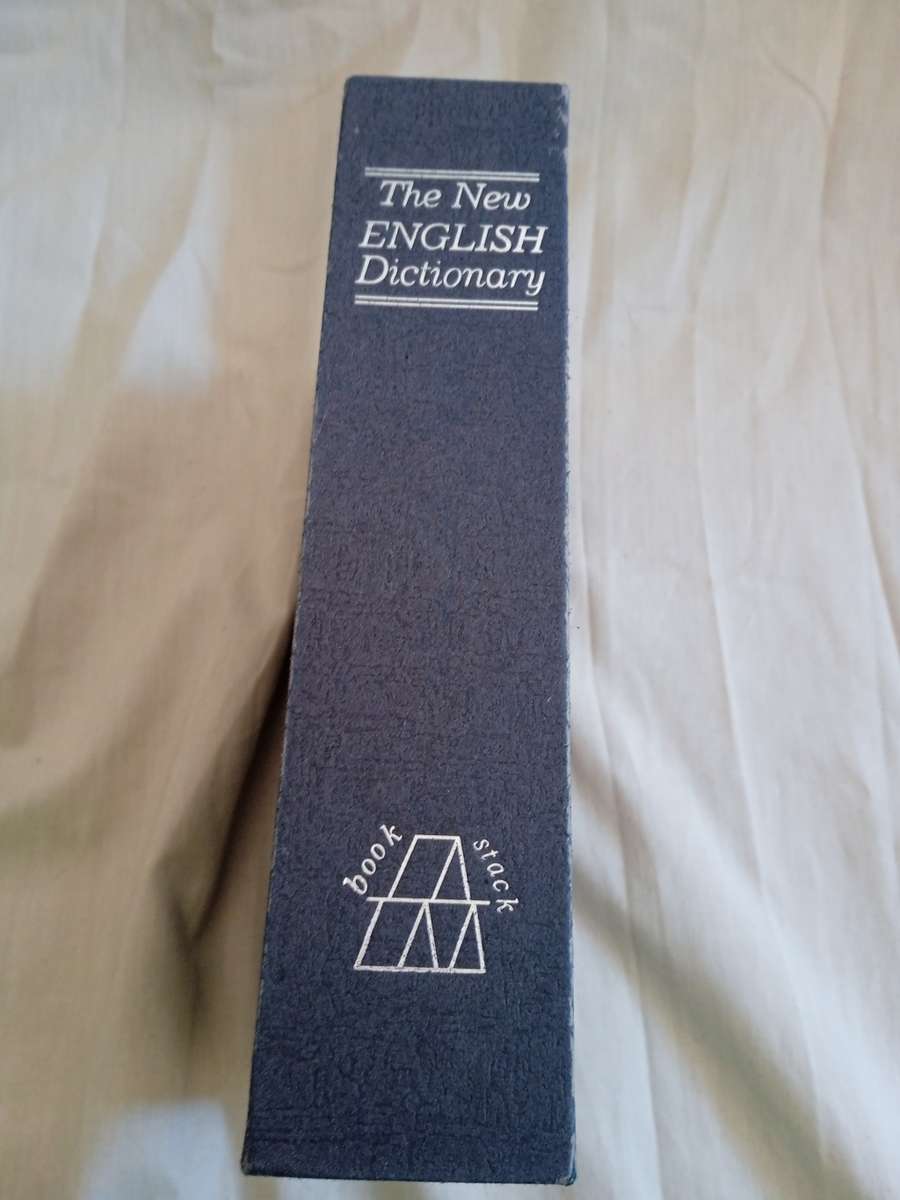 The New
ENGLISH
Dictionary
book
stack